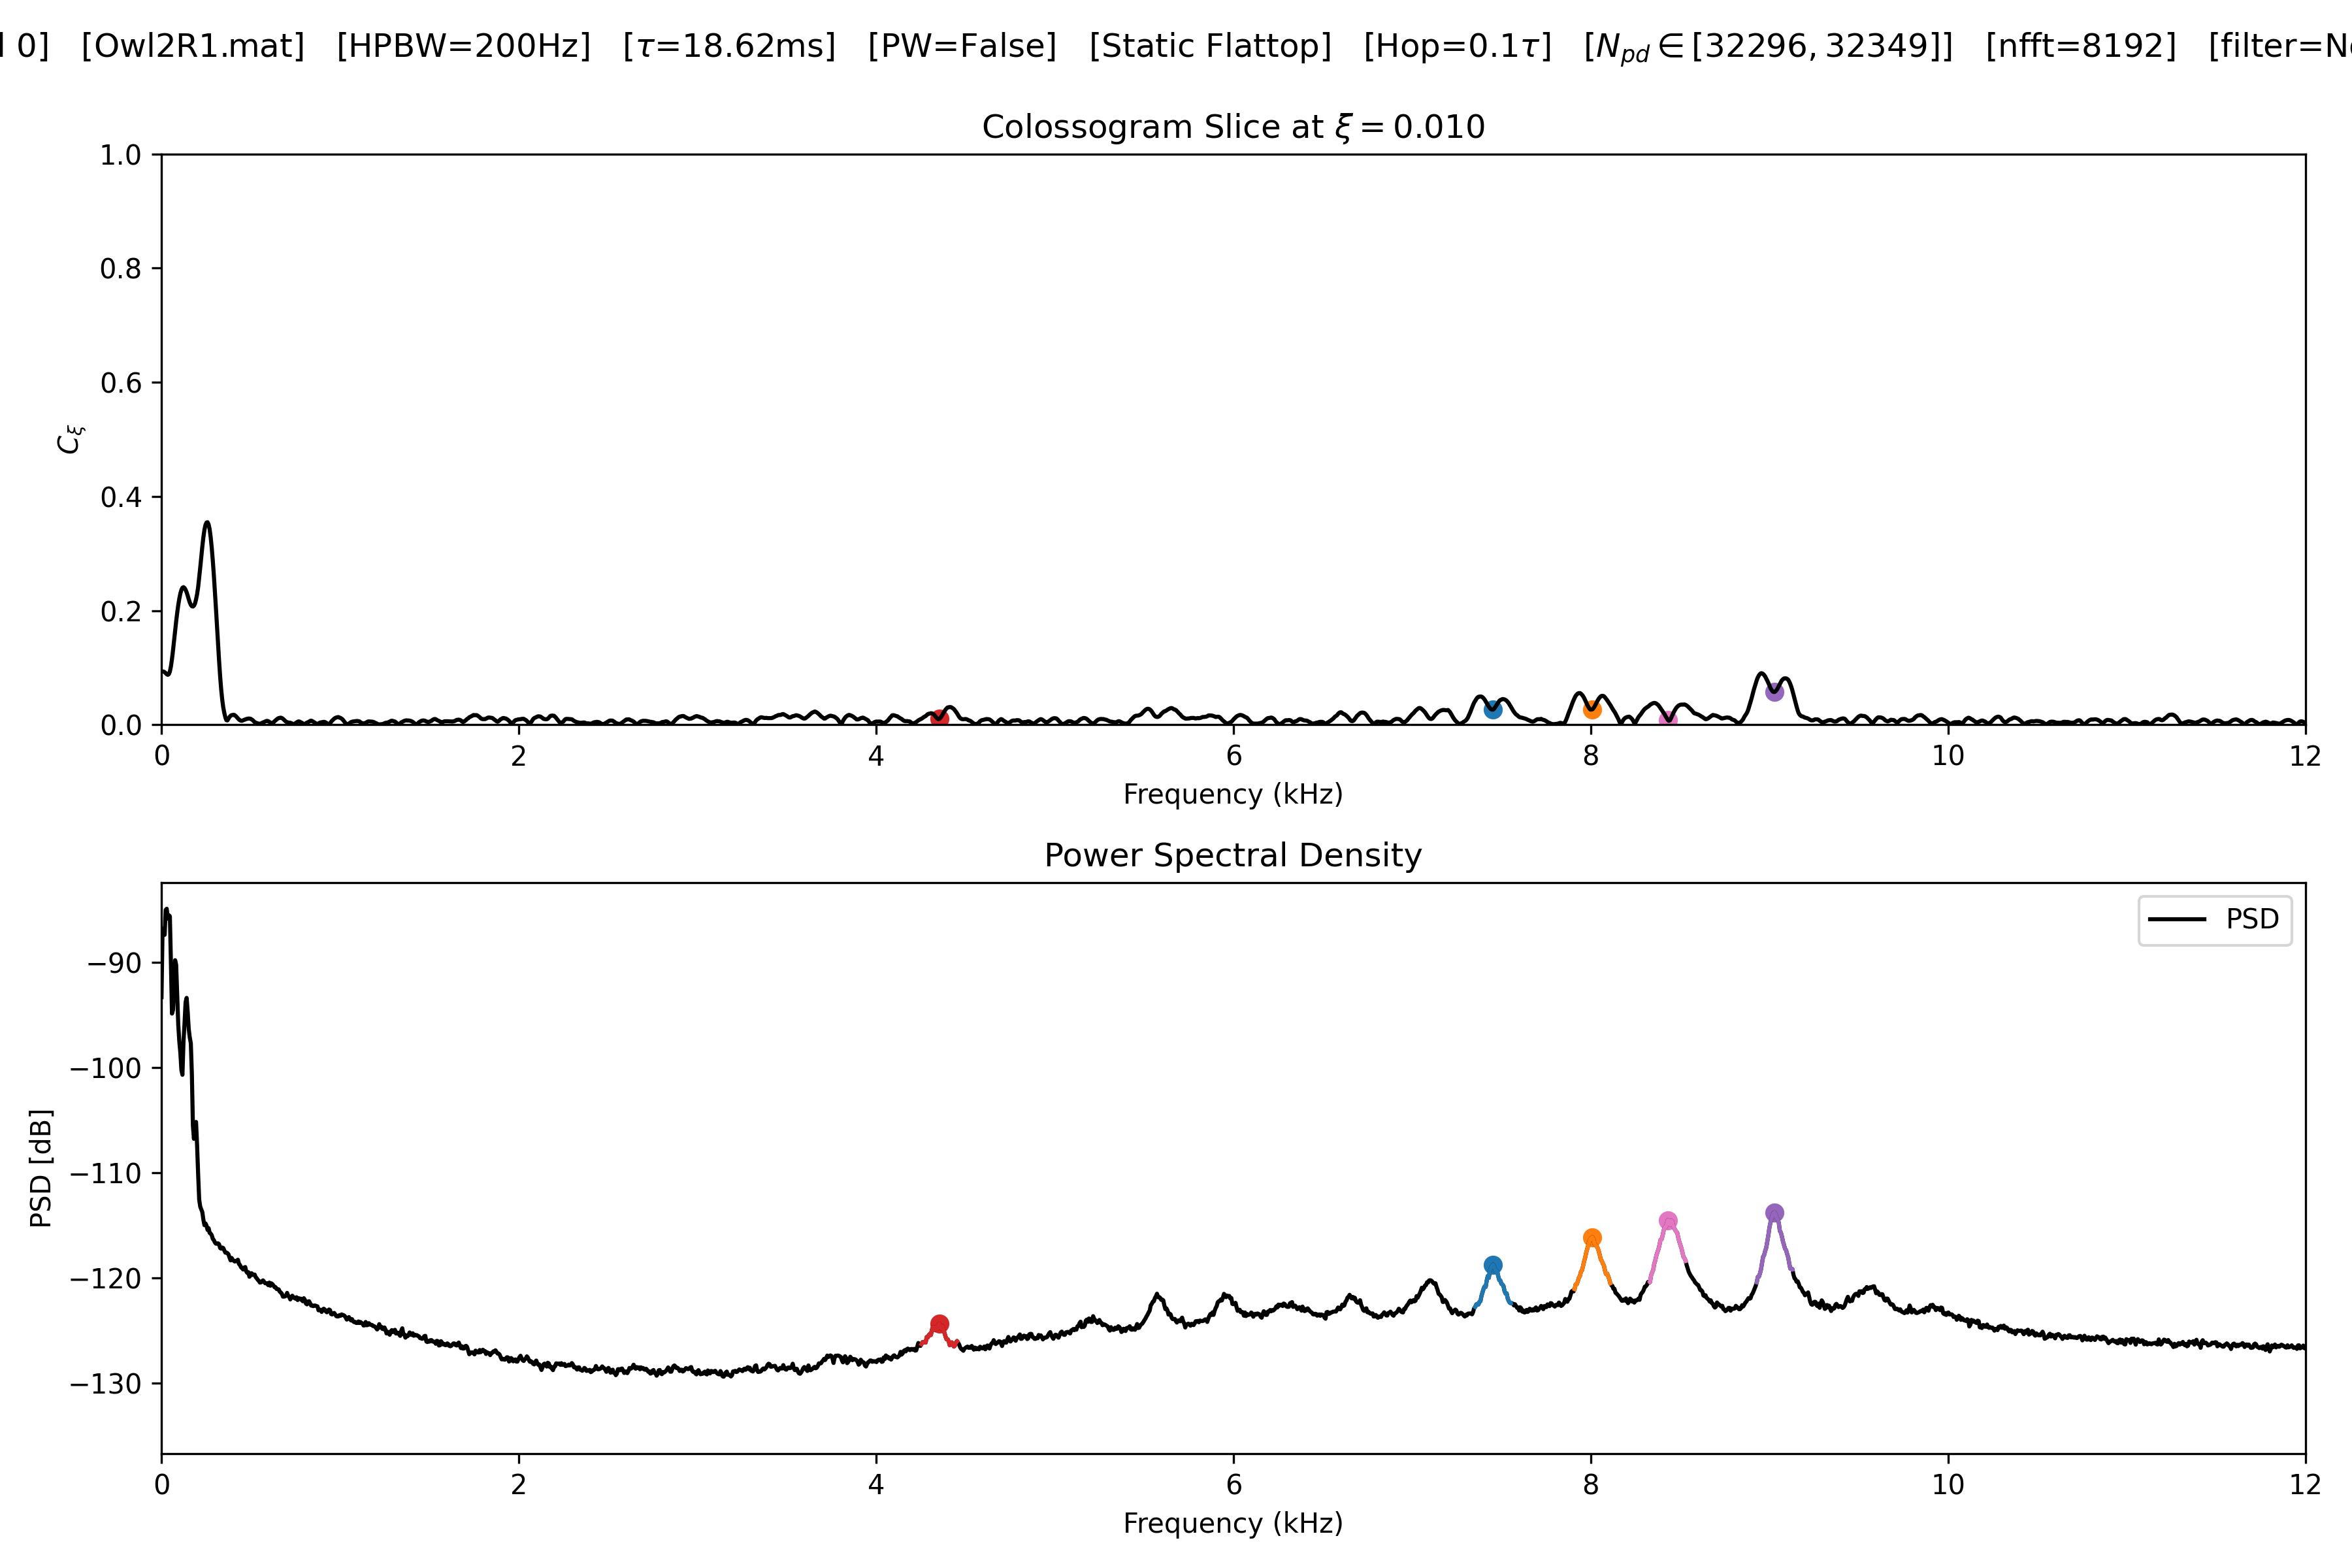 0] [Owl2R1.mat] [HPBW=200Hz] [τ=18.62ms] [PW=False] [Static Flattop] [Hop=0.1τ] [N_pd ∈ [32296, 32349]] [nfft=8192] [filter=N
Colossogram Slice at ξ = 0.010
1.0
0.8
0.6
0.4
0.2
0.0
C_ξ
0 2 4 6 8 10 12
Frequency (kHz)
Power Spectral Density
PSD
−90
−100
−110
−120
−130
PSD [dB]
0 2 4 6 8 10 12
Frequency (kHz)